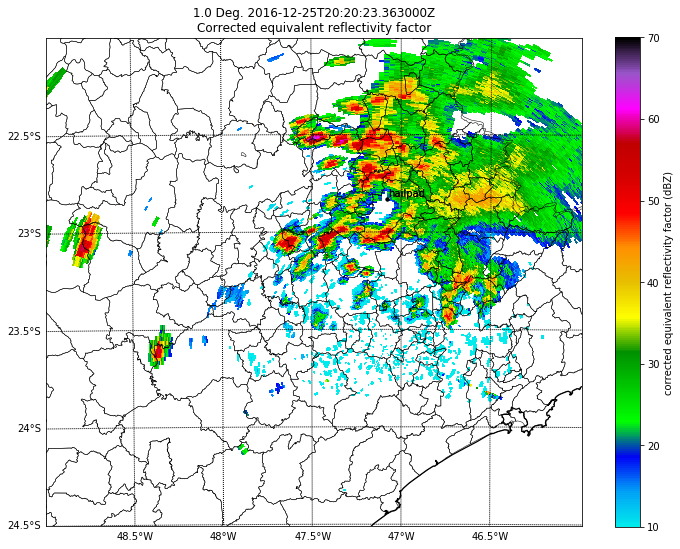 1.0 Deg. 2016-12-25T20:20:23.363000Z
Corrected equivalent reflectivity factor
22.5°S
23°S
23.5°S
24°S
24.5°S
48.5°W
48°W
47.5°W
47°W
46.5°W
hailpad
70
60
50
40
30
20
10
corrected equivalent reflectivity factor (dBZ)